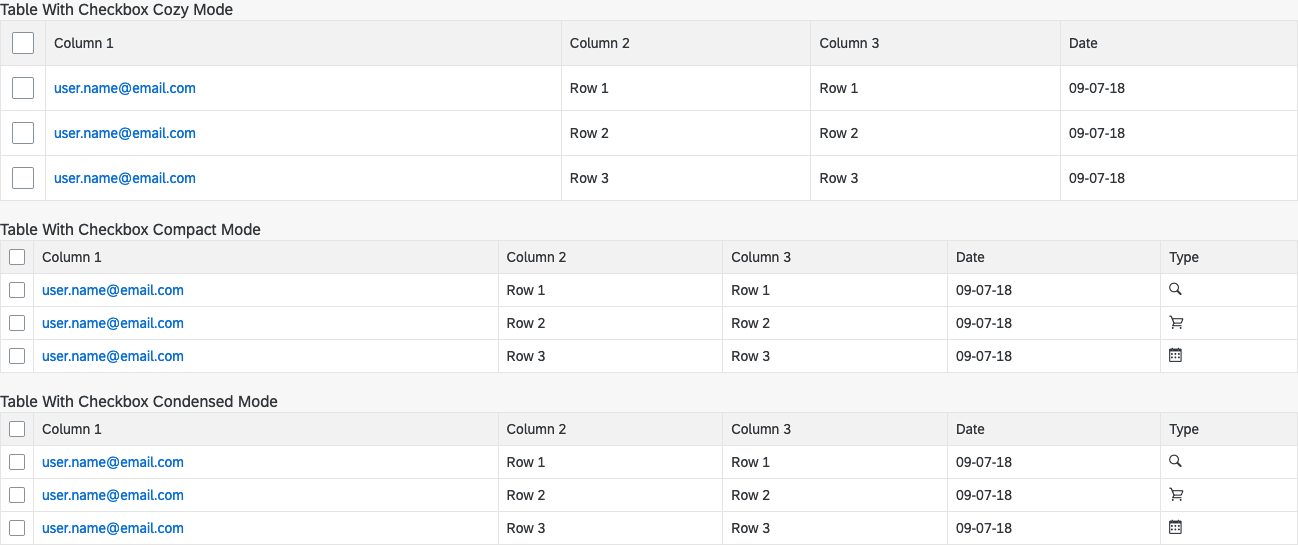 Table With Checkbox Cozy Mode
Column 1 Column 2 Column 3 Date
user.name@email.com Row 1 Row 1 09-07-18
user.name@email.com Row 2 Row 2 09-07-18
user.name@email.com Row 3 Row 3 09-07-18
Table With Checkbox Compact Mode
Column 1 Column 2 Column 3 Date Type
user.name@email.com Row 1 Row 1 09-07-18
user.name@email.com Row 2 Row 2 09-07-18
user.name@email.com Row 3 Row 3 09-07-18
Table With Checkbox Condensed Mode
Column 1 Column 2 Column 3 Date Type
user.name@email.com Row 1 Row 1 09-07-18
user.name@email.com Row 2 Row 2 09-07-18
user.name@email.com Row 3 Row 3 09-07-18